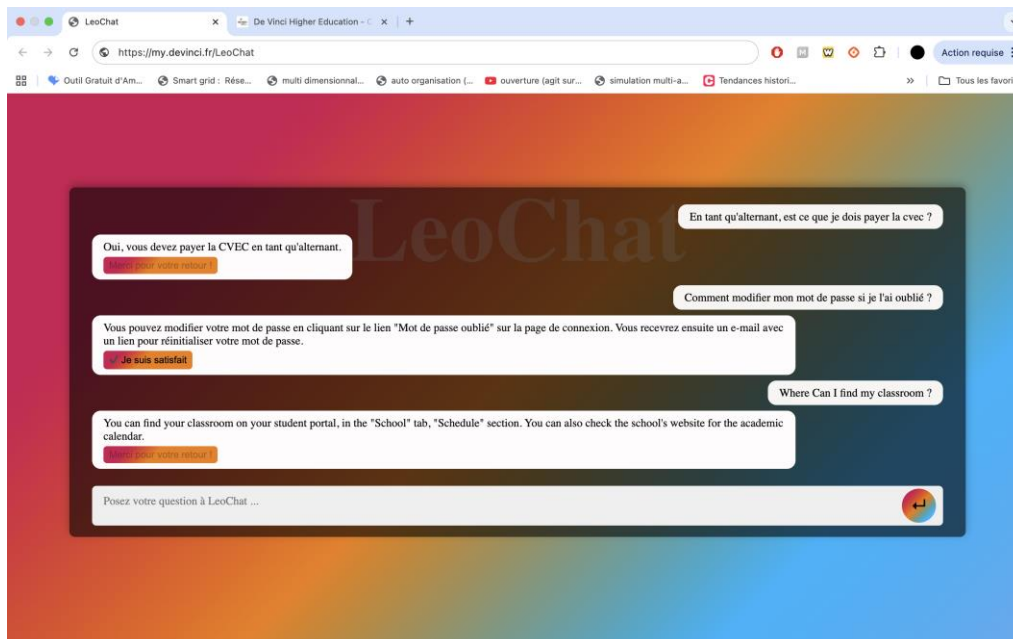 LeoChat
De Vinci Higher Education - C
https://my.devinci.fr/LeoChat
Action requise
Outil Gratuit d'Am... Smart grid : Rése... multi dimensionnal... auto organisation (... ouverture (agit sur... simulation multi-a... Tendances histori... » Tous les favori
LeoChat
En tant qu'alternant, est ce que je dois payer la cvec ?
Oui, vous devez payer la CVEC en tant qu'alternant.
Merci pour votre retour !
Comment modifier mon mot de passe si je l'ai oublié ?
Vous pouvez modifier votre mot de passe en cliquant sur le lien "Mot de passe oublié" sur la page de connexion. Vous recevrez ensuite un e-mail avec
un lien pour réinitialiser votre mot de passe.
✓ Je suis satisfait
Where Can I find my classroom ?
You can find your classroom on your student portal, in the "School" tab, "Schedule" section. You can also check the school's website for the academic
calendar.
Merci pour votre retour !
Posez votre question à LeoChat ...